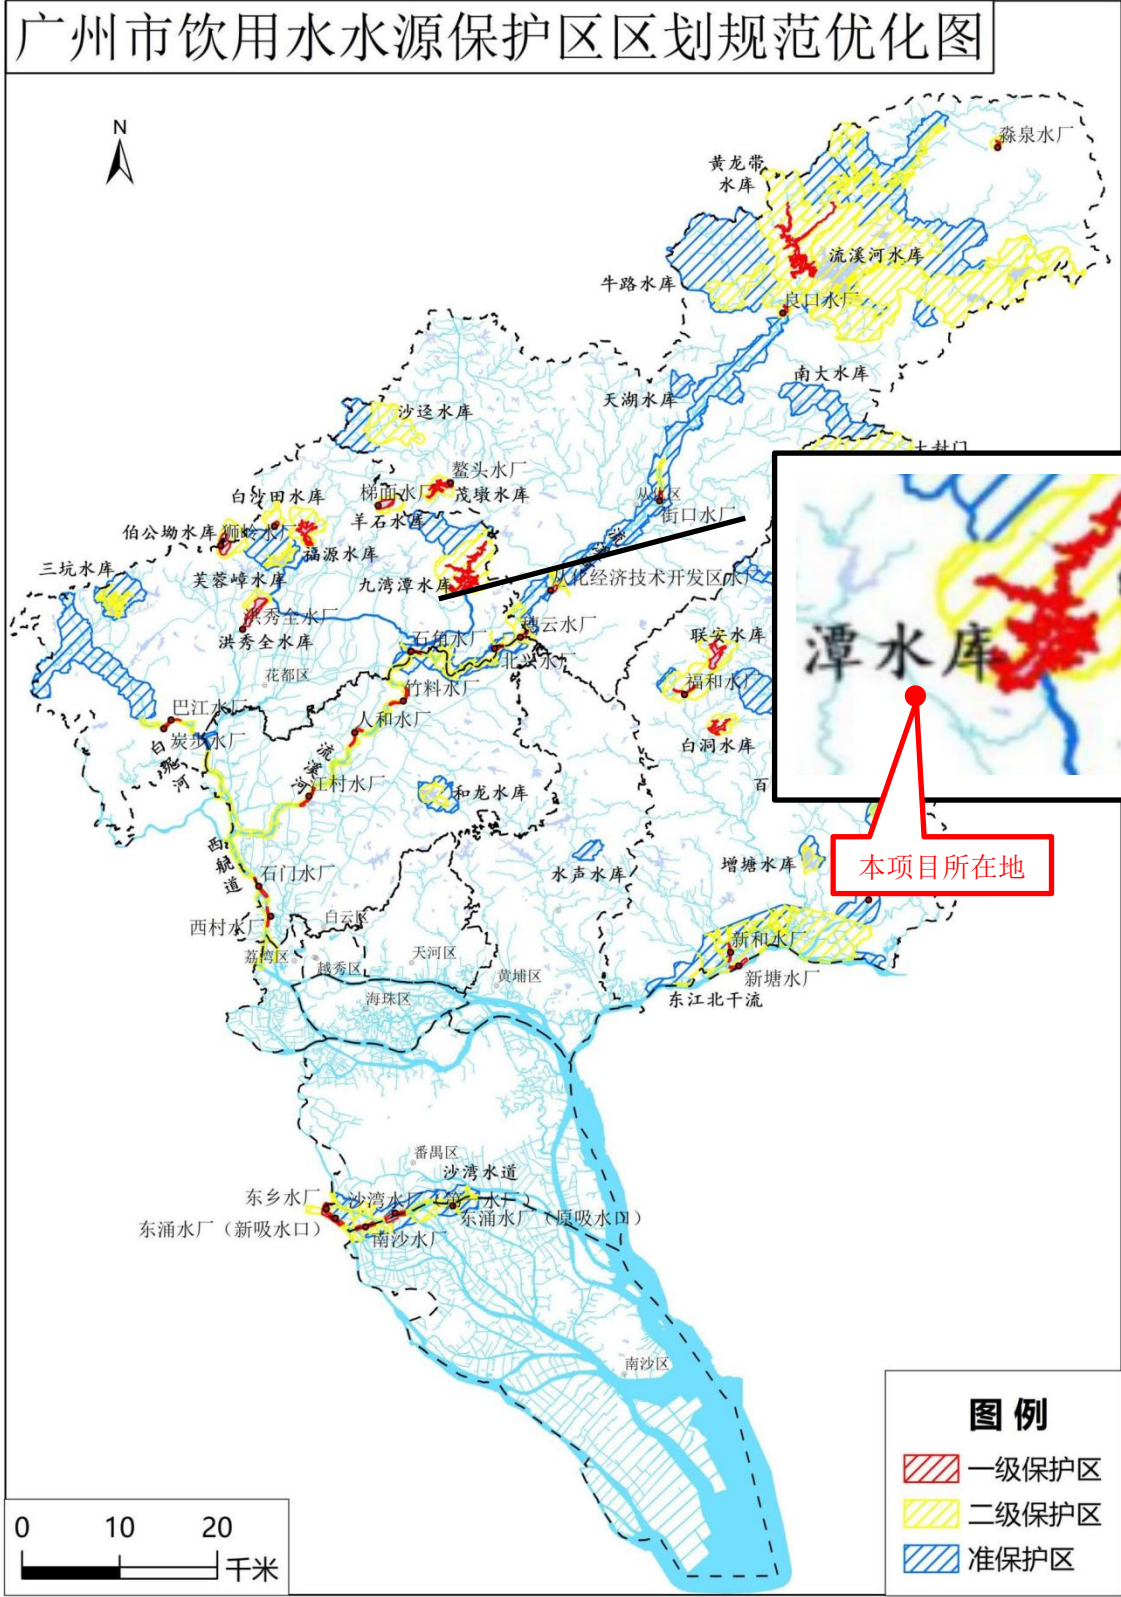 广州市饮用水水源保护区区划规范优化图
N
淼泉水厂
黄龙带
水库
流溪河水库
牛路水库
良口水厂
南大水库
天湖水库
沙迳水库
鳌头水厂
梯面水厂
茂墩水库
白沙田水库
羊石水库
从化区
街口水厂
伯公坳水库
狮岭水厂
福源水库
三坑水库
芙蓉嶂水库
九湾潭水库
从化经济技术开发区水厂
洪秀全水厂
洪秀全水库
石角水厂
穗云水厂
北兴水厂
联安水库
潭水库
花都区
竹料水厂
福和水厂
巴江水厂
炭步水厂
人和水厂
白洞水库
白坭河
流溪河
江村水厂
和龙水库
本项目所在地
西航道
石门水厂
水声水库
增塘水库
西村水厂
白云区
荔湾区
越秀区
天河区
黄埔区
新和水厂
新塘水厂
海珠区
东江北干流
番禺区
沙湾水道
东乡水厂
东涌水厂（新吸水口）
东涌水厂（原吸水口）
南沙水厂
南沙区
图例
一级保护区
二级保护区
准保护区
0 10 20
千米